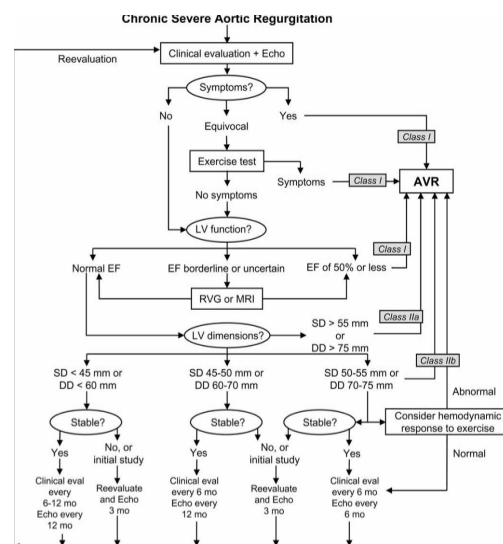 Chronic Severe Aortic Regurgitation
Clinical evaluation + Echo
Reevaluation
Symptoms?
No
Equivocal
Yes
Class I
Exercise test
Symptoms
Class I
AVR
No symptoms
LV function?
Class I
Normal EF
EF borderline or uncertain
EF of 50% or less
RVG or MRI
Class IIa
LV dimensions?
SD > 55 mm
or
DD > 75 mm
Class IIb
SD < 45 mm or
DD < 60 mm
SD 45-50 mm or
DD 60-70 mm
SD 50-55 mm or
DD 70-75 mm
Abnormal
Stable?
Stable?
Stable?
Consider hemodynamic
response to exercise
Yes
No, or
initial study
Yes
No, or
initial study
Yes
Normal
Clinical eval
every
6-12 mo
Echo every
12 mo
Reevaluate
and Echo
3 mo
Clinical eval
every 6 mo
Echo every
12 mo
Reevaluate
and Echo
3 mo
Clinical eval
every 6 mo
Echo every
6 mo